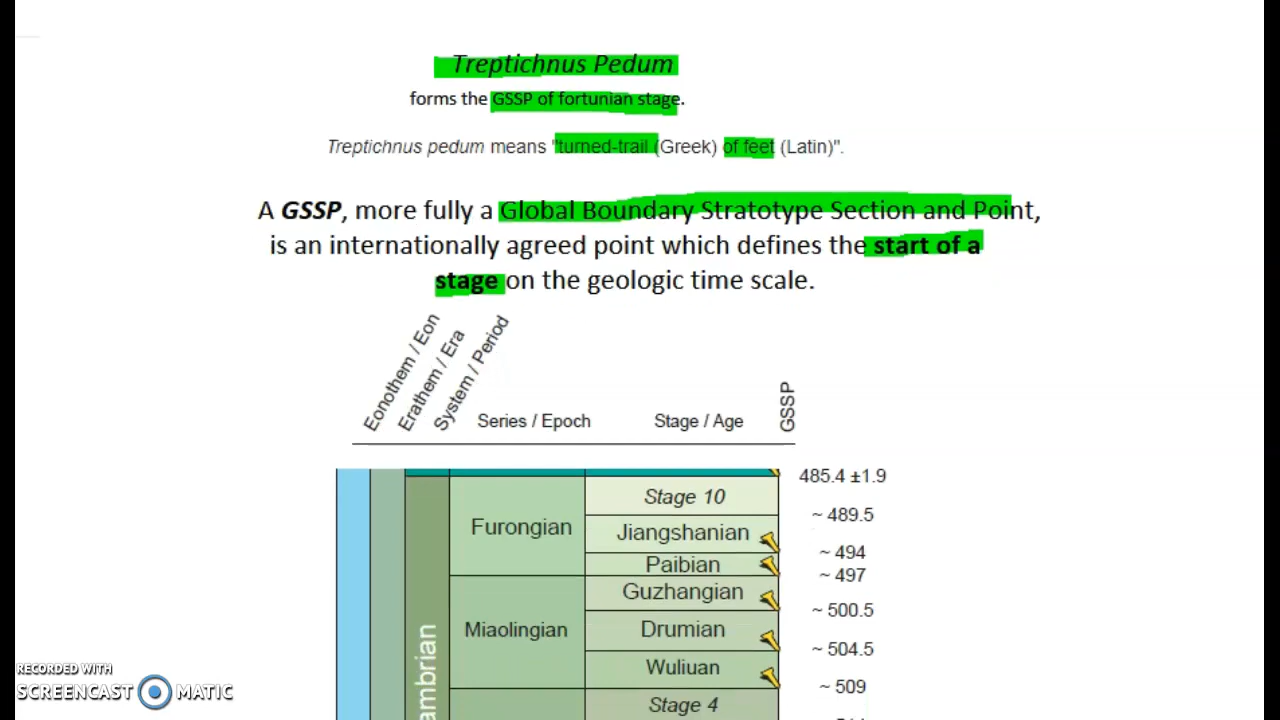 Treptichnus Pedum
forms the GSSP of fortunian stage.
Treptichnus pedum means "turned-trail (Greek) of feet (Latin)".
A GSSP, more fully a Global Boundary Stratotype Section and Point,
is an internationally agreed point which defines the start of a
stage on the geologic time scale.
Eonothem / Eon
Erathem / Era
System / Period
Series / Epoch
Stage / Age
GSSP
485.4 ±1.9
Stage 10
~ 489.5
Furongian
Jiangshanian
~ 494
Paibian
~ 497
Guzhangian
~ 500.5
Miaolingian
Drumian
~ 504.5
Wuliuan
~ 509
Stage 4
ambrian
RECORDED WITH
SCREENCAST MATIC